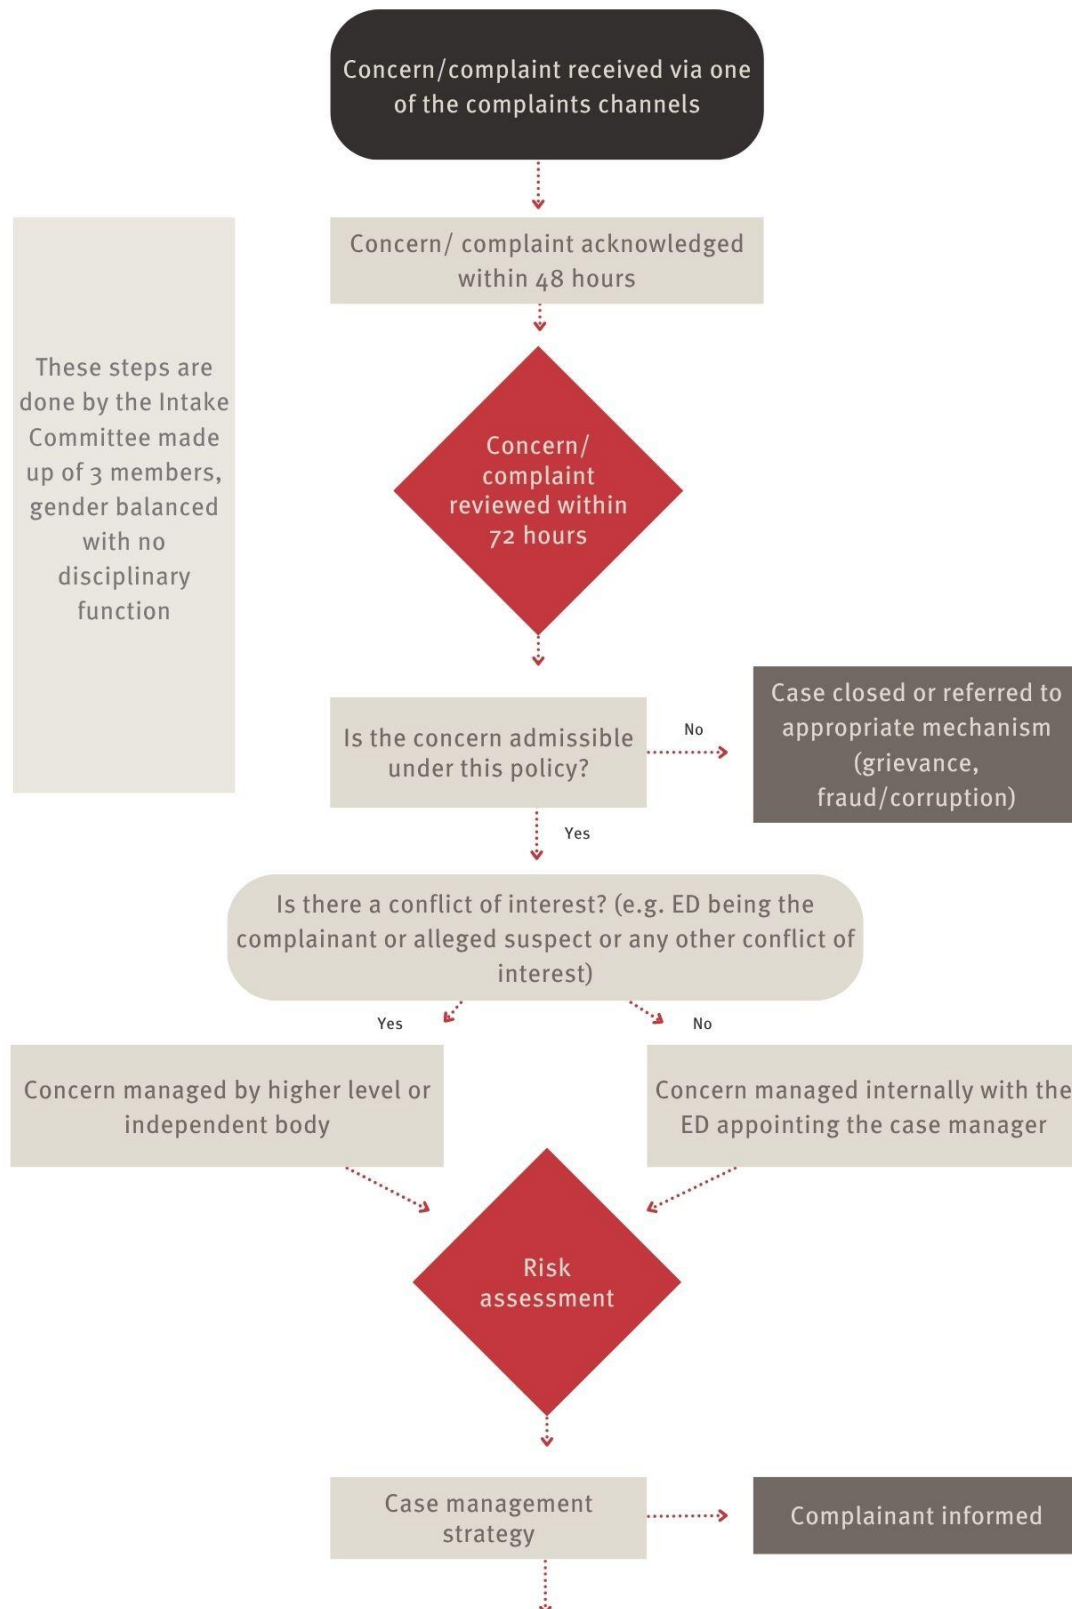 Concern/complaint received via one
of the complaints channels
Concern/ complaint acknowledged
within 48 hours
These steps are
done by the Intake
Committee made
up of 3 members,
gender balanced
with no
disciplinary
function
Concern/
complaint
reviewed within
72 hours
Is the concern admissible
under this policy?
No
Case closed or referred to
appropriate mechanism
(grievance,
fraud/corruption)
Yes
Is there a conflict of interest? (e.g. ED being the
complainant or alleged suspect or any other conflict of
interest)
Yes
No
Concern managed by higher level or
independent body
Concern managed internally with the
ED appointing the case manager
Risk
assessment
Case management
strategy
Complainant informed